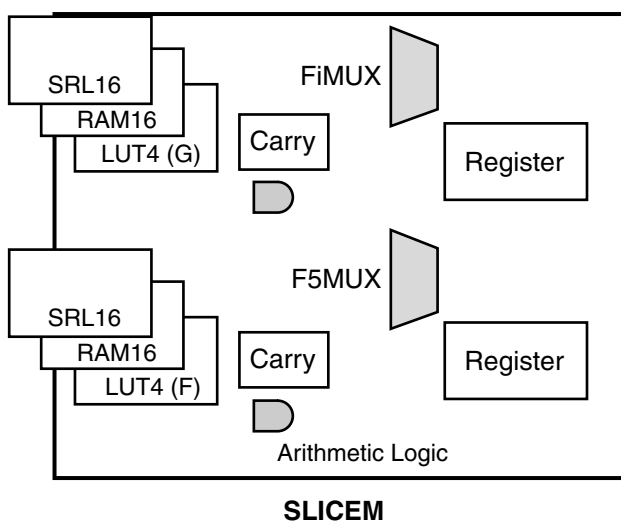 SRL16
RAM16
LUT4 (G)
FiMUX
Carry
Register
SRL16
RAM16
LUT4 (F)
F5MUX
Carry
Register
Arithmetic Logic
SLICEM